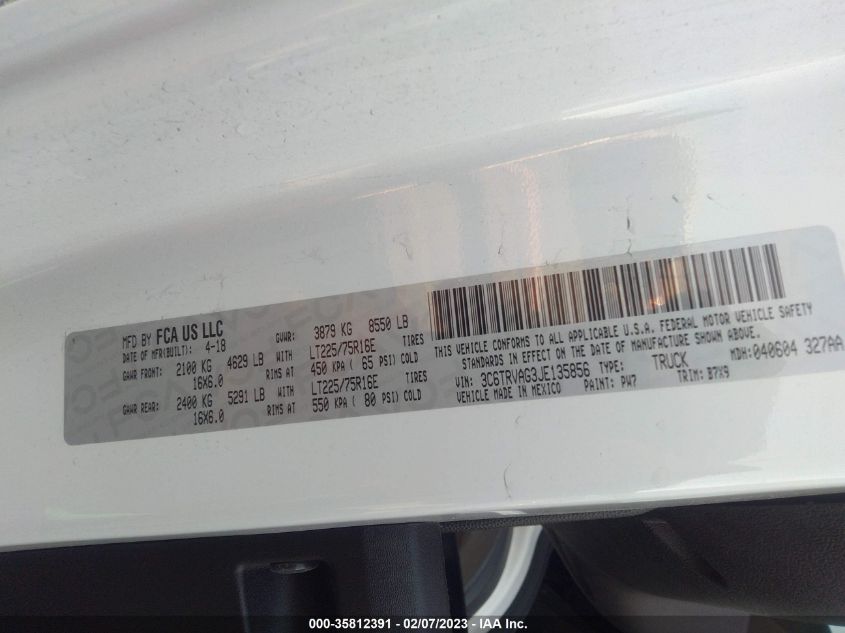 MFD BY FCA US LLC
DATE OF MFR(BUILT): 4-18 GVWR: 3879 KG 8550 LB
GAWR FRONT: 2100 KG 4629 LB WITH LT225/75R16E TIRES
16X6.0 RIMS AT 450 KPA ( 65 PSI) COLD
GAWR REAR: 2400 KG 5291 LB WITH LT225/75R16E TIRES
16X6.0 RIMS AT 550 KPA ( 80 PSI) COLD
THIS VEHICLE CONFORMS TO ALL APPLICABLE U.S.A. FEDERAL MOTOR VEHICLE SAFETY
STANDARDS IN EFFECT ON THE DATE OF MANUFACTURE SHOWN ABOVE.
VIN: 3C6TRVAG3JE135856 TYPE: TRUCK MDH: 040604 327AA
VEHICLE MADE IN MEXICO PAINT: PW7 TRIM: B7X9
000-35812391 - 02/07/2023 - IAA Inc.